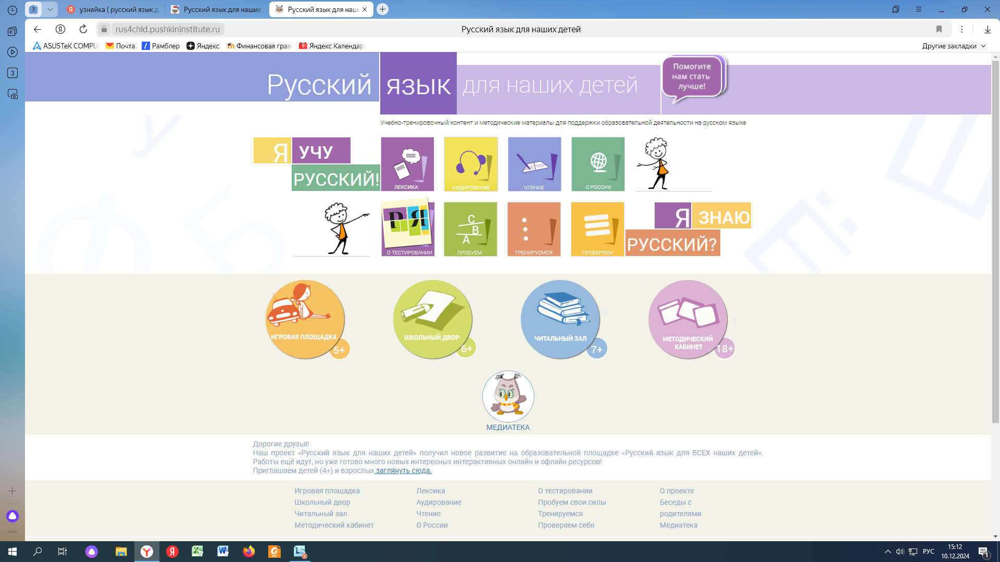 3
узнайка ( русский язык д
Русский язык для наших
Русский язык для наш
rus4chld.pushkininstitute.ru
Русский язык для наших детей
ASUSTeK COMPU
Почта
Рамблер
Яндекс
Финансовая грам
Яндекс Календар
Другие закладки
3
Русский язык для наших детей
Помогите
нам стать
лучше!
Учебно-тренировочный контент и методические материалы для поддержки образовательной деятельности на русском языке
Я УЧУ
РУССКИЙ!
ЛЕКСИКА
АУДИРОВАНИЕ
ЧТЕНИЕ
О РОССИИ
РЯ
О ТЕСТИРОВАНИИ
C
B
A
ПРОБУЕМ
ТРЕНИРУЕМСЯ
ПРОВЕРЯЕМ
Я ЗНАЮ
РУССКИЙ?
ИГРОВАЯ ПЛОЩАДКА
5+
ШКОЛЬНЫЙ ДВОР
6+
ЧИТАЛЬНЫЙ ЗАЛ
7+
МЕТОДИЧЕСКИЙ
КАБИНЕТ
18+
МЕДИАТЕКА
Дорогие друзья!
Наш проект «Русский язык для наших детей» получил новое развитие на образовательной площадке «Русский язык для ВСЕХ наших детей».
Работы ещё идут, но уже готово много новых интересных интерактивных онлайн и офлайн ресурсов!
Приглашаем детей (4+) и взрослых заглянуть сюда.
Игровая площадка
Школьный двор
Читальный зал
Методический кабинет
Лексика
Аудирование
Чтение
О России
О тестировании
Пробуем свои силы
Тренируемся
Проверяем себя
О проекте
Беседы с
родителями
Медиатека
РУС
15:12
10.12.2024
1